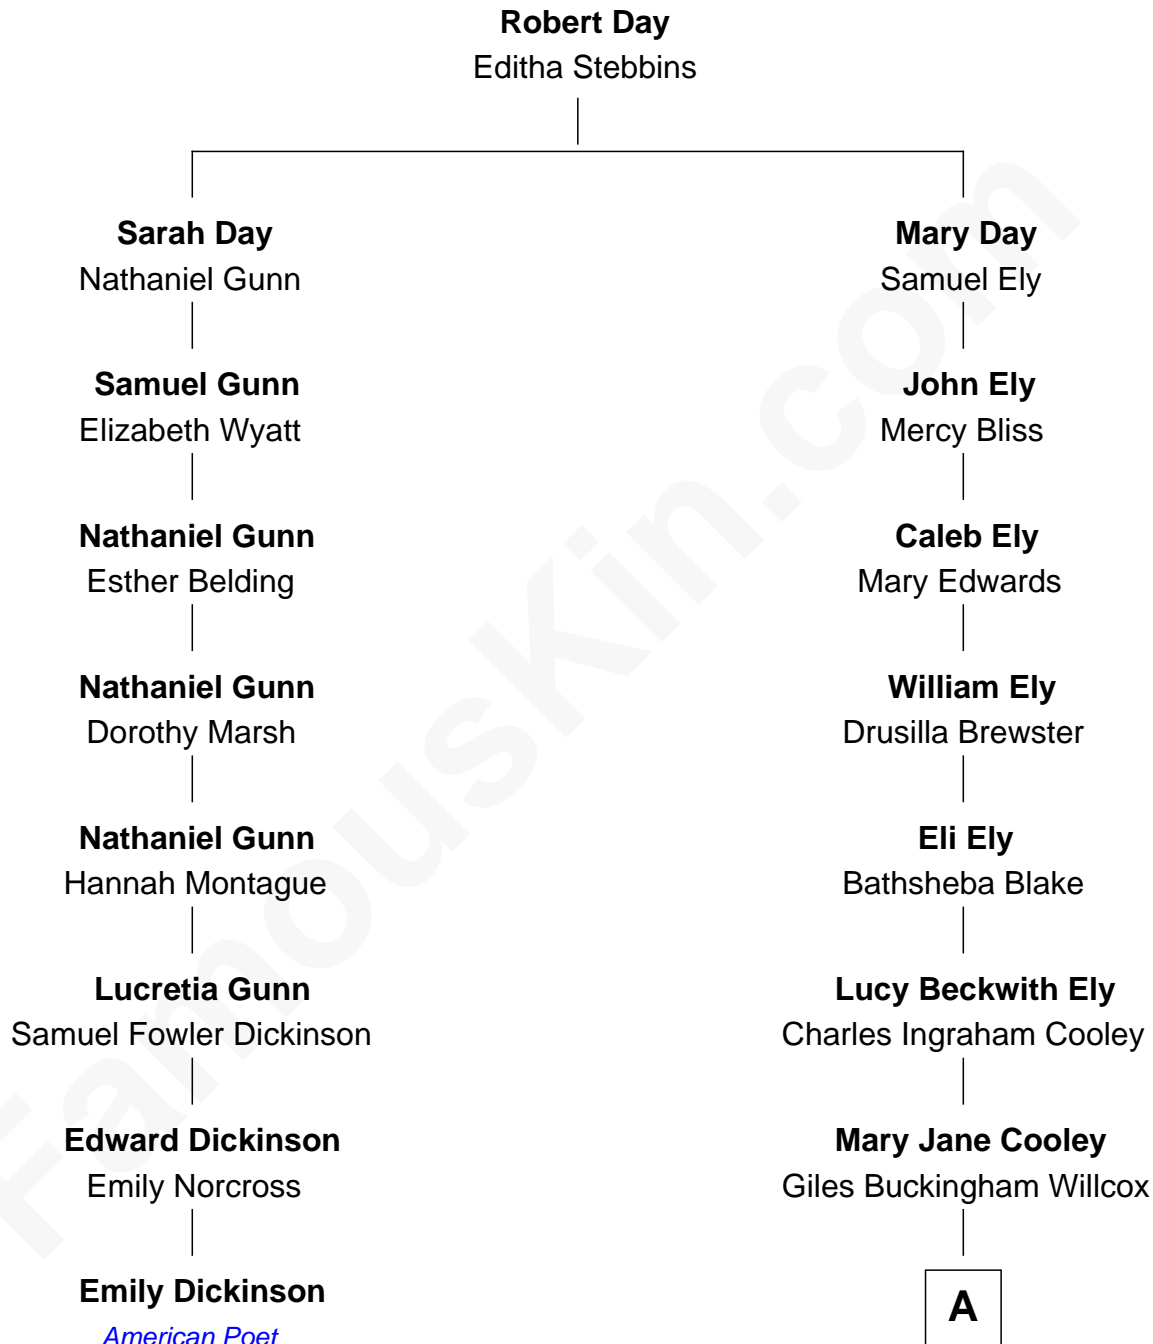 Robert Day
Editha Stebbins
Sarah Day
Nathaniel Gunn
Mary Day
Samuel Ely
Samuel Gunn
Elizabeth Wyatt
John Ely
Mercy Bliss
Nathaniel Gunn
Esther Belding
Caleb Ely
Mary Edwards
Nathaniel Gunn
Dorothy Marsh
William Ely
Drusilla Brewster
Nathaniel Gunn
Hannah Montague
Eli Ely
Bathsheba Blake
Lucretia Gunn
Samuel Fowler Dickinson
Lucy Beckwith Ely
Charles Ingraham Cooley
Edward Dickinson
Emily Norcross
Mary Jane Cooley
Giles Buckingham Willcox
Emily Dickinson
American Poet
A
FamousKin.com